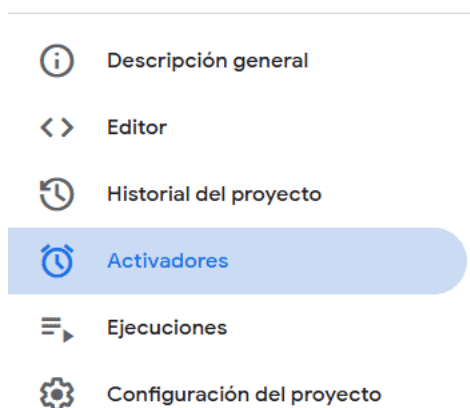 Descripción general
Editor
Historial del proyecto
Activadores
Ejecuciones
Configuración del proyecto